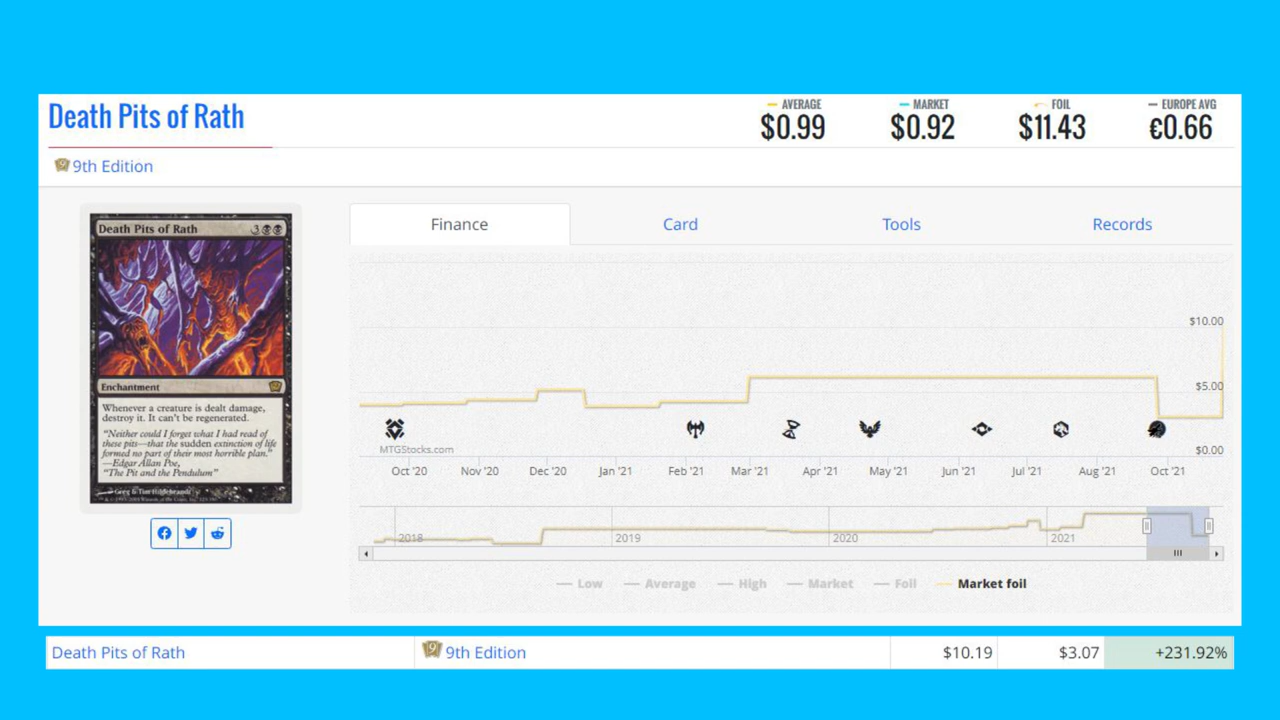 Death Pits of Rath
AVERAGE
$0.99
MARKET
$0.92
FOIL
$11.43
EUROPE AVG
€0.66
9th Edition
Death Pits of Rath 3
Enchantment
Whenever a creature is dealt damage,
destroy it. It can't be regenerated.
"Neither could I forget what I had read of
these pits—that the sudden extinction of life
formed no part of their most horrible plan."
—Edgar Allan Poe,
"The Pit and the Pendulum"
Greg & Tim Hildebrandt
Finance
Card
Tools
Records
$10.00
$5.00
$0.00
MTGStocks.com
Oct '20
Nov '20
Dec '20
Jan '21
Feb '21
Mar '21
Apr '21
May '21
Jun '21
Jul '21
Aug '21
Oct '21
2018
2019
2020
2021
Low
Average
High
Market
Foil
Market foil
Death Pits of Rath
9th Edition
$10.19
$3.07
+231.92%